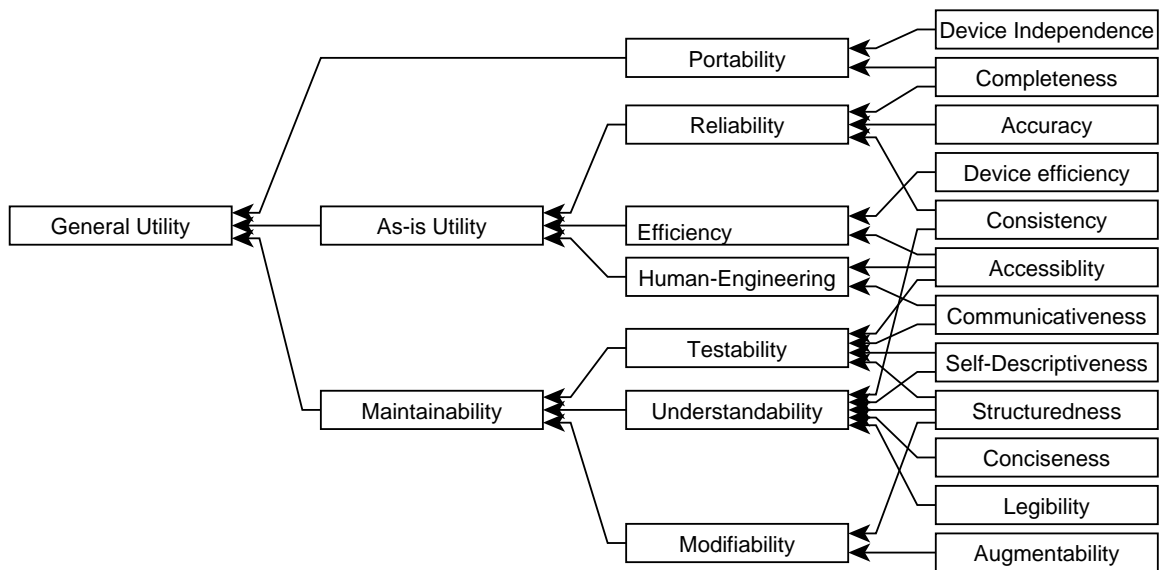 General Utility
As-is Utility
Maintainability
Portability
Reliability
Efficiency
Human-Engineering
Testability
Understandability
Modifiability
Device Independence
Completeness
Accuracy
Device efficiency
Consistency
Accessiblity
Communicativeness
Self-Descriptiveness
Structuredness
Conciseness
Legibility
Augmentability